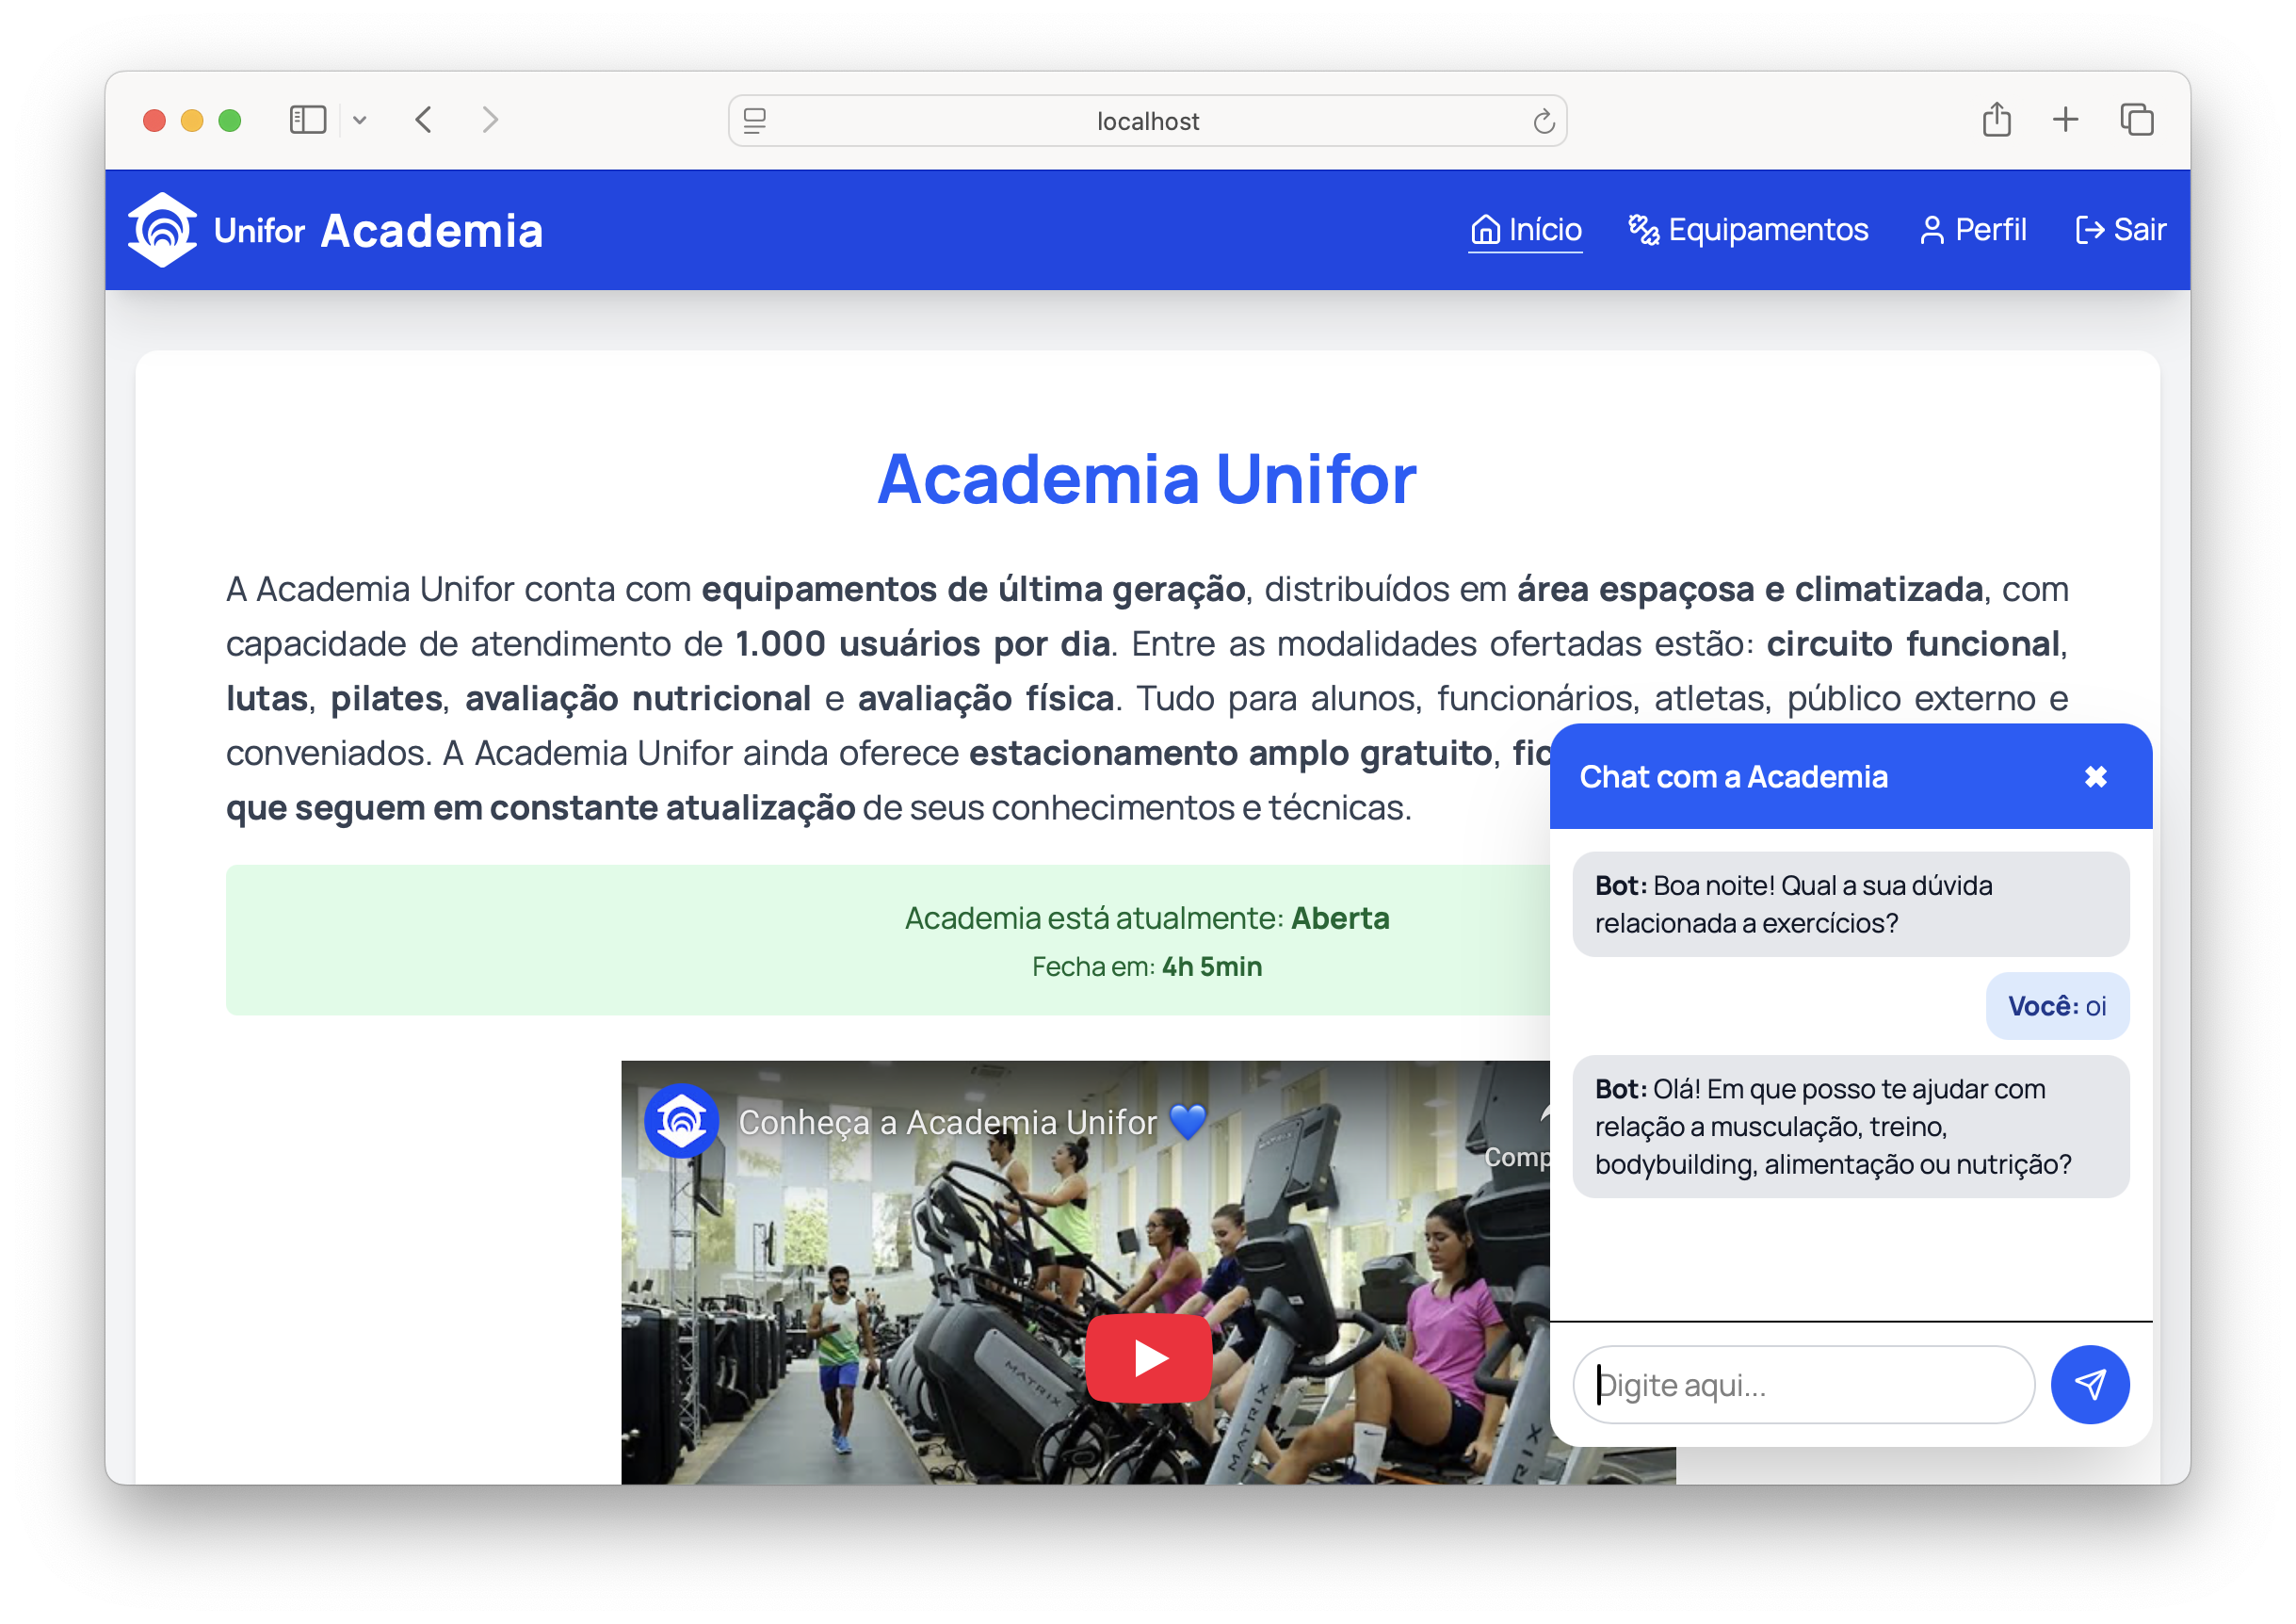 localhost
Unifor Academia
Início
Equipamentos
Perfil
Sair
Academia Unifor
A Academia Unifor conta com equipamentos de última geração, distribuídos em área espaçosa e climatizada, com
capacidade de atendimento de 1.000 usuários por dia. Entre as modalidades ofertadas estão: circuito funcional,
lutas, pilates, avaliação nutricional e avaliação física. Tudo para alunos, funcionários, atletas, público externo e
conveniados. A Academia Unifor ainda oferece estacionamento amplo gratuito,
que seguem em constante atualização de seus conhecimentos e técnicas.
Academia está atualmente: Aberta
Fecha em: 4h 5min
Conheça a Academia Unifor 💙
MATRIX
MATRIX
Chat com a Academia
Bot: Boa noite! Qual a sua dúvida
relacionada a exercícios?
Você: oi
Bot: Olá! Em que posso te ajudar com
relação a musculação, treino,
bodybuilding, alimentação ou nutrição?
Digite aqui...